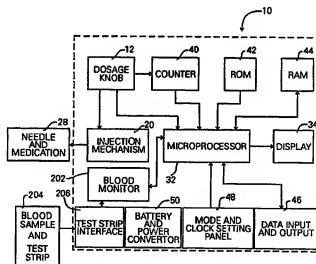 10
12
40
42
44
DOSAGE
KNOB
COUNTER
ROM
RAM
28
NEEDLE
AND
MEDICATION
20
INJECTION
MECHANISM
MICROPROCESSOR
32
DISPLAY
34
202
BLOOD
MONITOR
204
206
50
48
46
BLOOD
SAMPLE
AND
TEST
STRIP
TEST STRIP
INTERFACE
BATTERY
AND
POWER
CONVERTOR
MODE AND
CLOCK SETTING
PANEL
DATA INPUT
AND OUTPUT